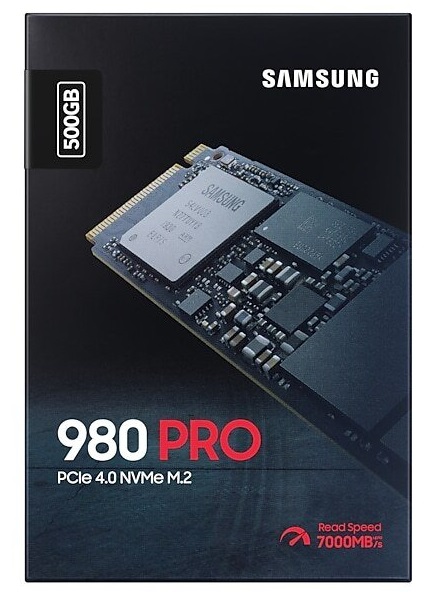 500GB
SAMSUNG
SAMSUNG
980 PRO
PCIe 4.0 NVMe M.2
Read Speed
7000MB/s